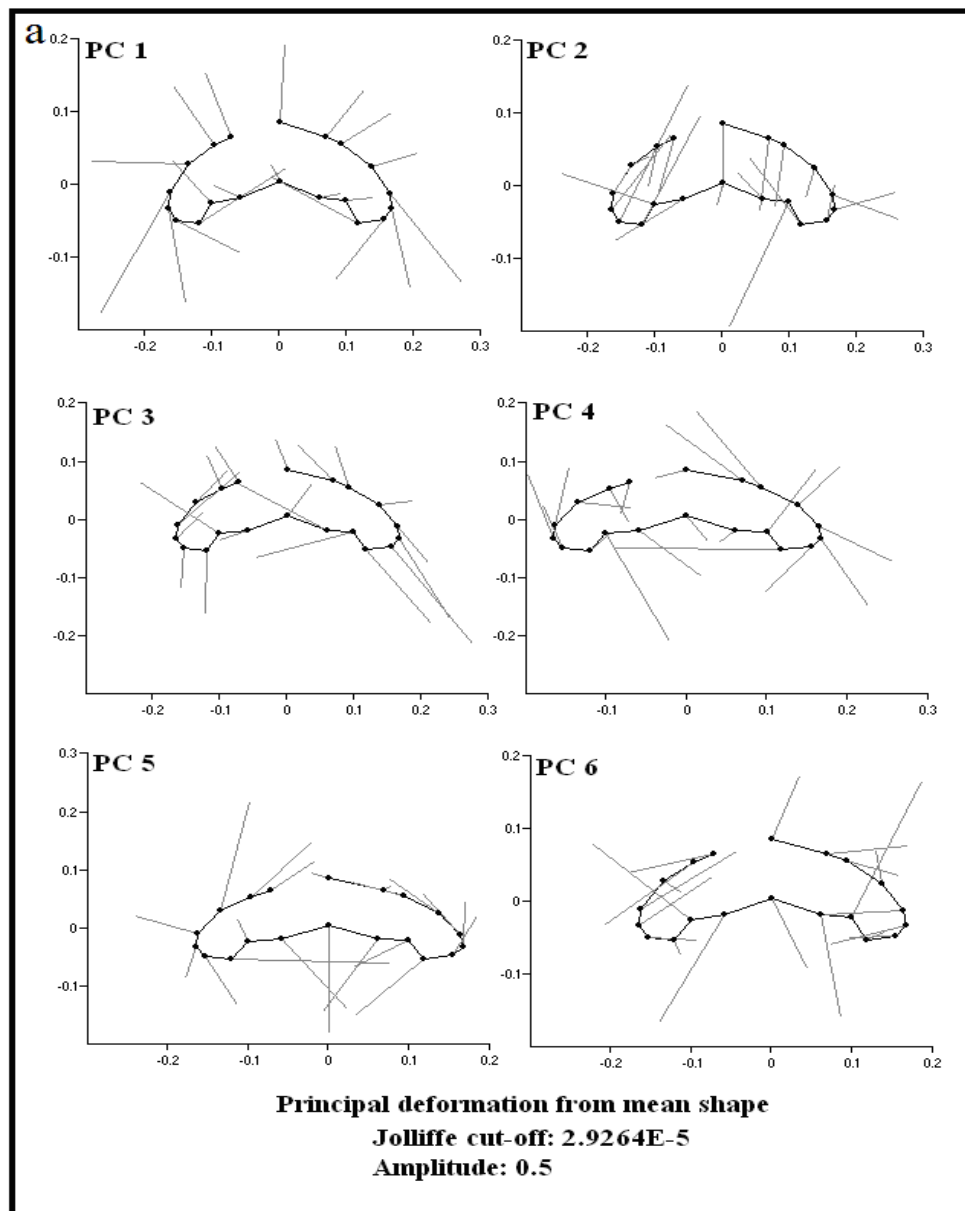 a
PC 1
0.2
0.1
0
-0.1
-0.2 -0.1 0 0.1 0.2 0.3
PC 2
0.2
0.1
0
-0.1
-0.2 -0.1 0 0.1 0.2 0.3
PC 3
0.2
0.1
0
-0.1
-0.2
-0.2 -0.1 0 0.1 0.2 0.3
PC 4
0.2
0.1
0
-0.1
-0.2
-0.1 0 0.1 0.2 0.3
PC 5
0.3
0.2
0.1
0
-0.1
-0.2 -0.1 0 0.1 0.2
PC 6
0.2
0.1
0
-0.1
-0.2 -0.1 0 0.1 0.2
Principal deformation from mean shape
Jolliffe cut-off: 2.9264E-5
Amplitude: 0.5